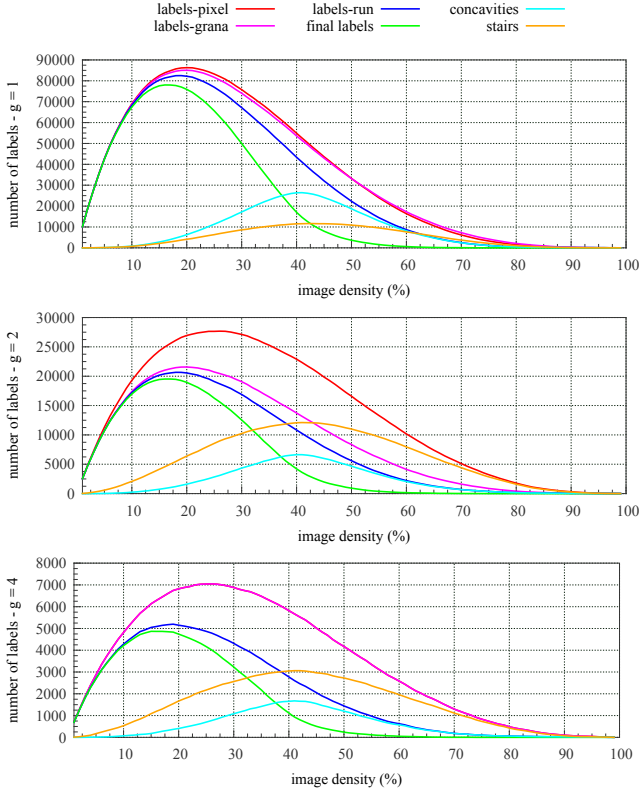 labels-pixel labels-run concavities
labels-grana final labels stairs
number of labels - g = 1
90000
80000
70000
60000
50000
40000
30000
20000
10000
0
10 20 30 40 50 60 70 80 90 100
image density (%)
number of labels - g = 2
30000
25000
20000
15000
10000
5000
0
10 20 30 40 50 60 70 80 90 100
image density (%)
number of labels - g = 4
8000
7000
6000
5000
4000
3000
2000
1000
0
10 20 30 40 50 60 70 80 90 100
image density (%)